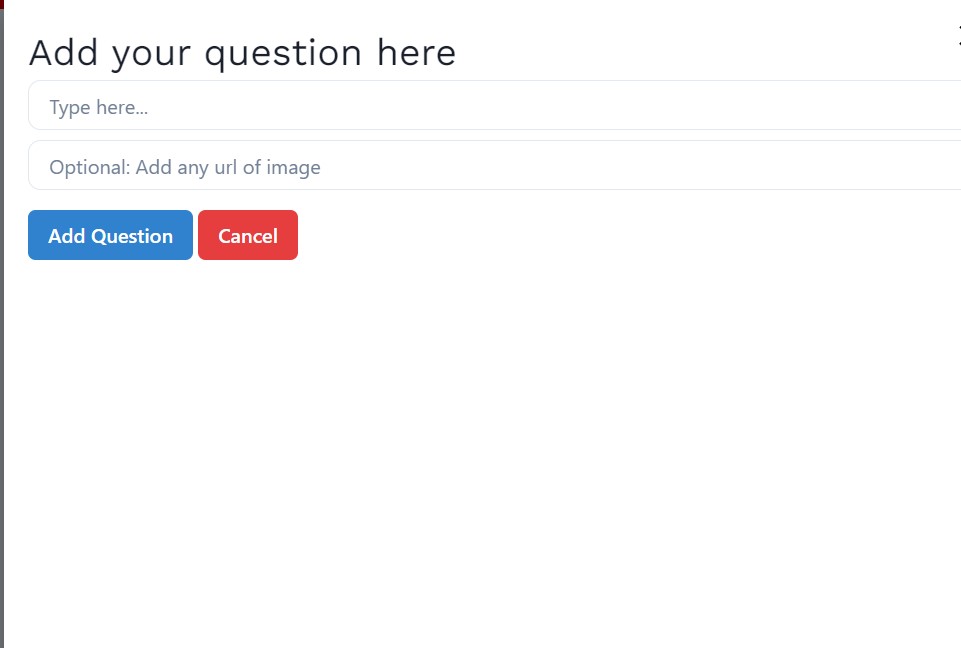 Add your question here
Type here...
Optional: Add any url of image
Add Question Cancel